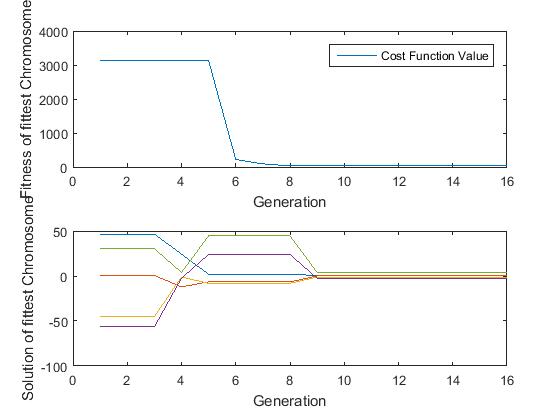 Fitness of fittest Chromosome
4000
3000
2000
1000
0
Cost Function Value
0 2 4 6 8 10 12 14 16
Generation
Solution of fittest Chromosome
50
0
-50
-100
0 2 4 6 8 10 12 14 16
Generation